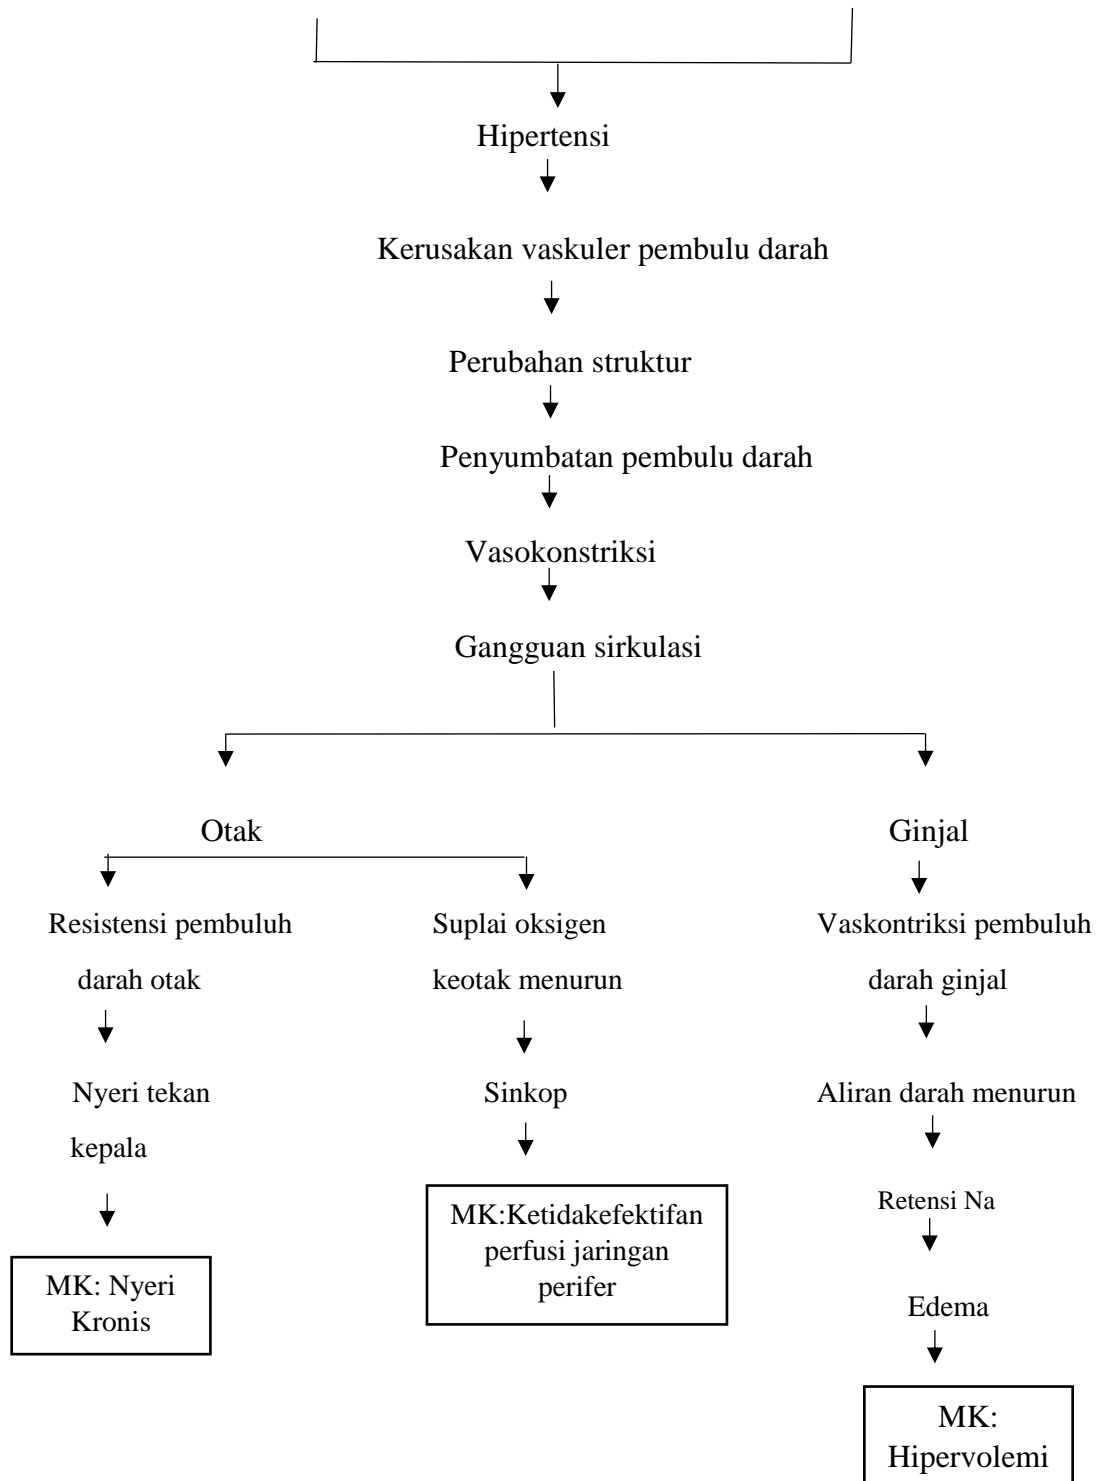 Hipertensi
Kerusakan vaskuler pembulu darah
Perubahan struktur
Penyumbatan pembulu darah
Vasokonstriksi
Gangguan sirkulasi
Otak
Ginjal
Resistensi pembuluh
darah otak
Suplai oksigen
keotak menurun
Vaskontriksi pembuluh
darah ginjal
Nyeri tekan
kepala
Sinkop
Aliran darah menurun
Retensi Na
Edema
MK: Nyeri
Kronis
MK:Ketidakefektifan
perfusi jaringan
perifer
MK:
Hipervolemi